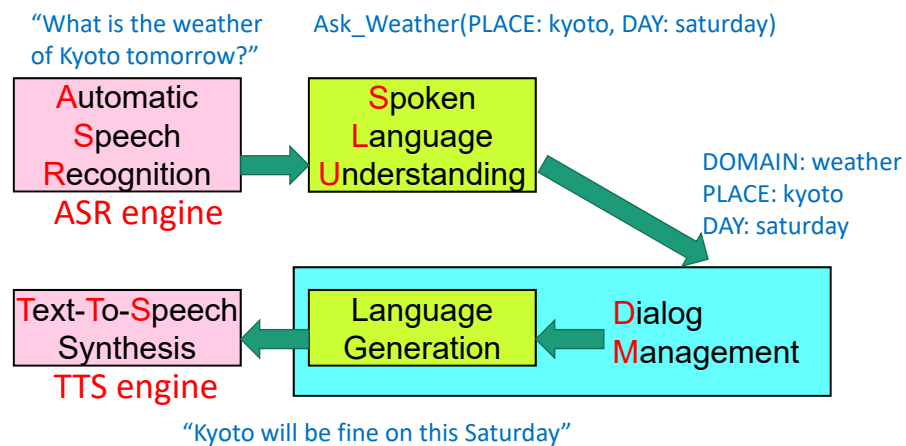 “What is the weather
of Kyoto tomorrow?”
Ask_Weather(PLACE: kyoto, DAY: saturday)
Automatic
Speech
Recognition
ASR engine
Spoken
Language
Understanding
DOMAIN: weather
PLACE: kyoto
DAY: saturday
Text-To-Speech
Synthesis
TTS engine
Language
Generation
Dialog
Management
“Kyoto will be fine on this Saturday”